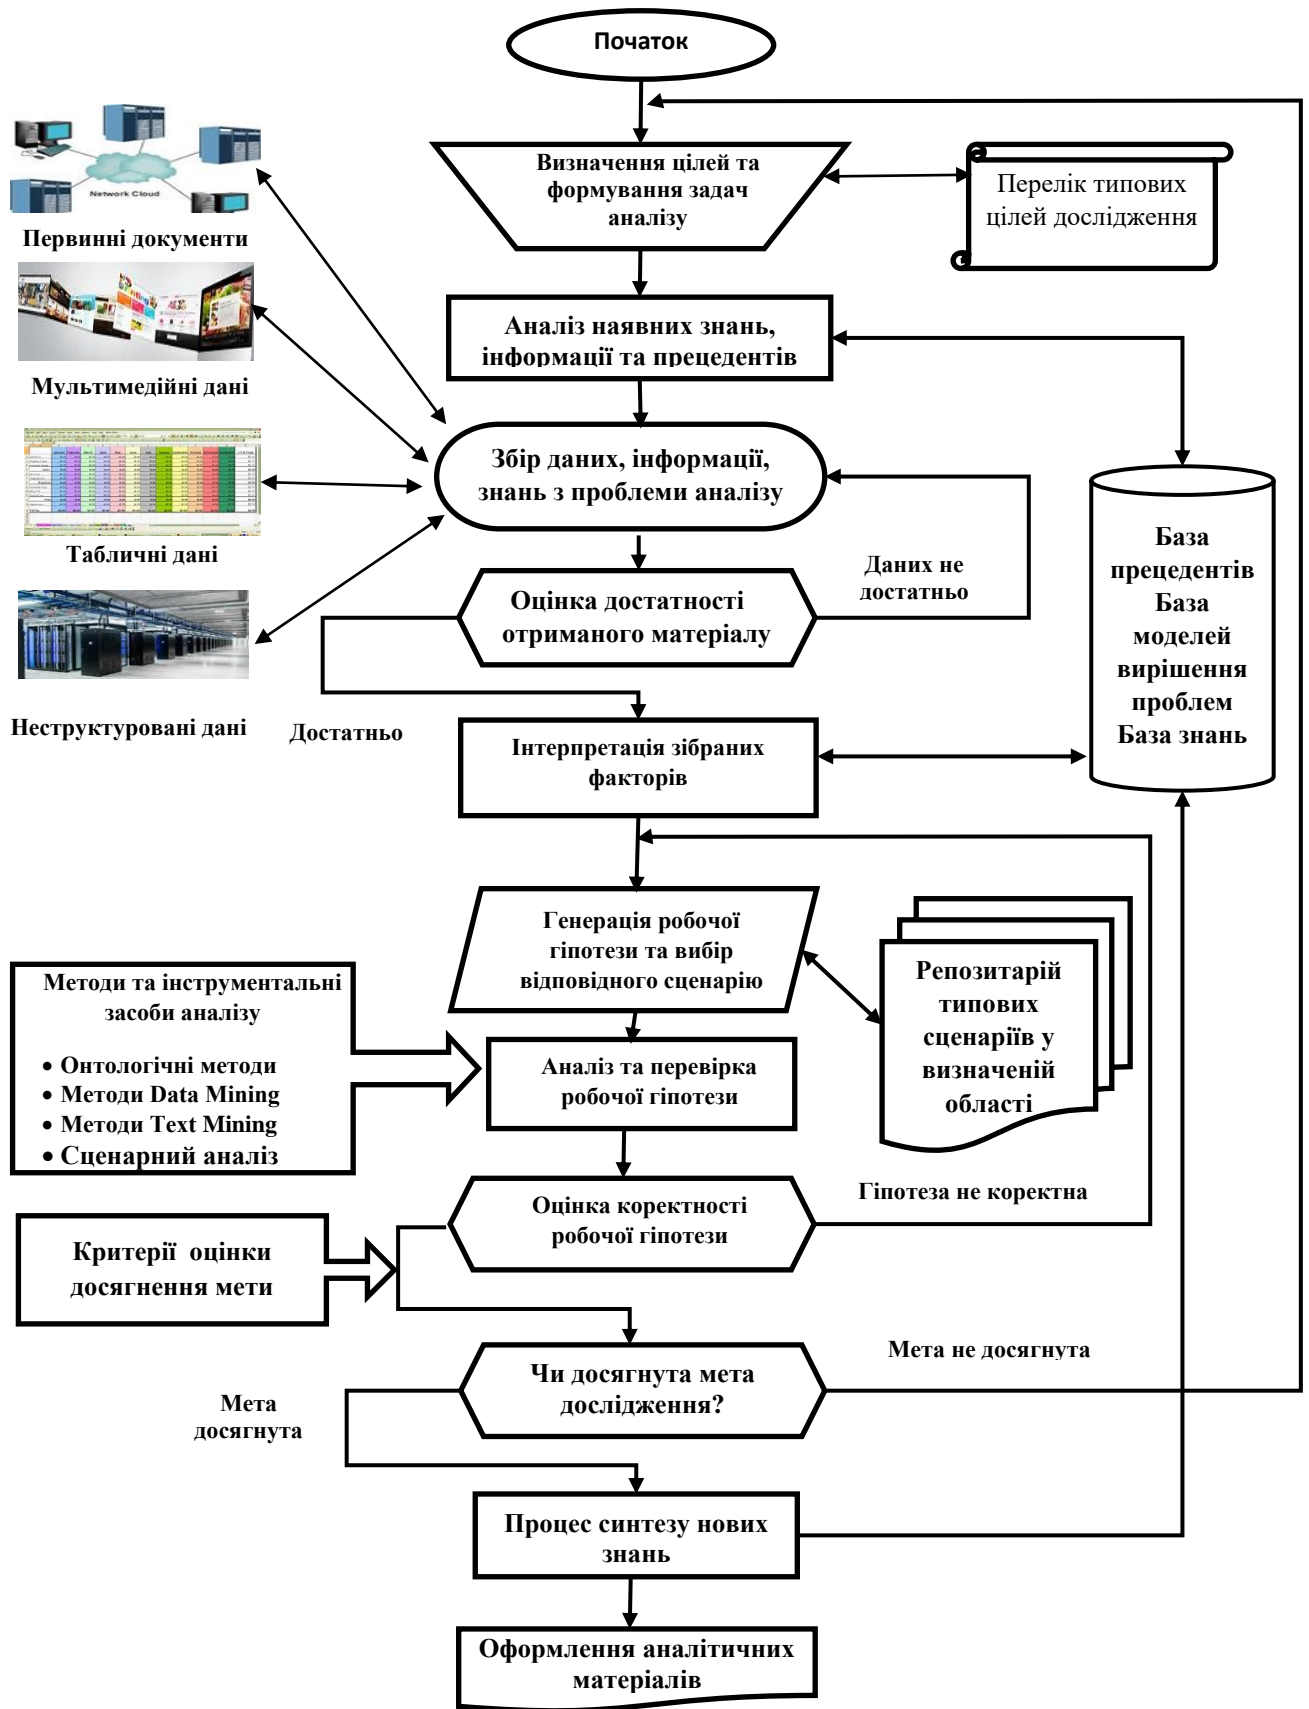 Початок
Визначення цілей та
формування задач
аналізу
Перелік типових
цілей дослідження
Network Cloud
Первинні документи
Мультимедійні дані
Табличні дані
Неструктуровані дані
Аналіз наявних знань,
інформації та прецедентів
Збір даних, інформації,
знань з проблеми аналізу
Даних не
достатньо
Оцінка достатності
отриманого матеріалу
Достатньо
База
прецедентів
База
моделей
вирішення
проблем
База знань
Інтерпретація зібраних
факторів
Генерація робочої
гіпотези та вибір
відповідного сценарію
Репозитарій
типових
сценаріїв у
визначеній
області
Методи та інструментальні
засоби аналізу
• Онтологічні методи
• Методи Data Mining
• Методи Text Mining
• Сценарний аналіз
Аналіз та перевірка
робочої гіпотези
Гіпотеза не коректна
Оцінка коректності
робочої гіпотези
Критерії оцінки
досягнення мети
Мета не досягнута
Чи досягнута мета
дослідження?
Мета
досягнута
Процес синтезу нових
знань
Оформлення аналітичних
матеріалів